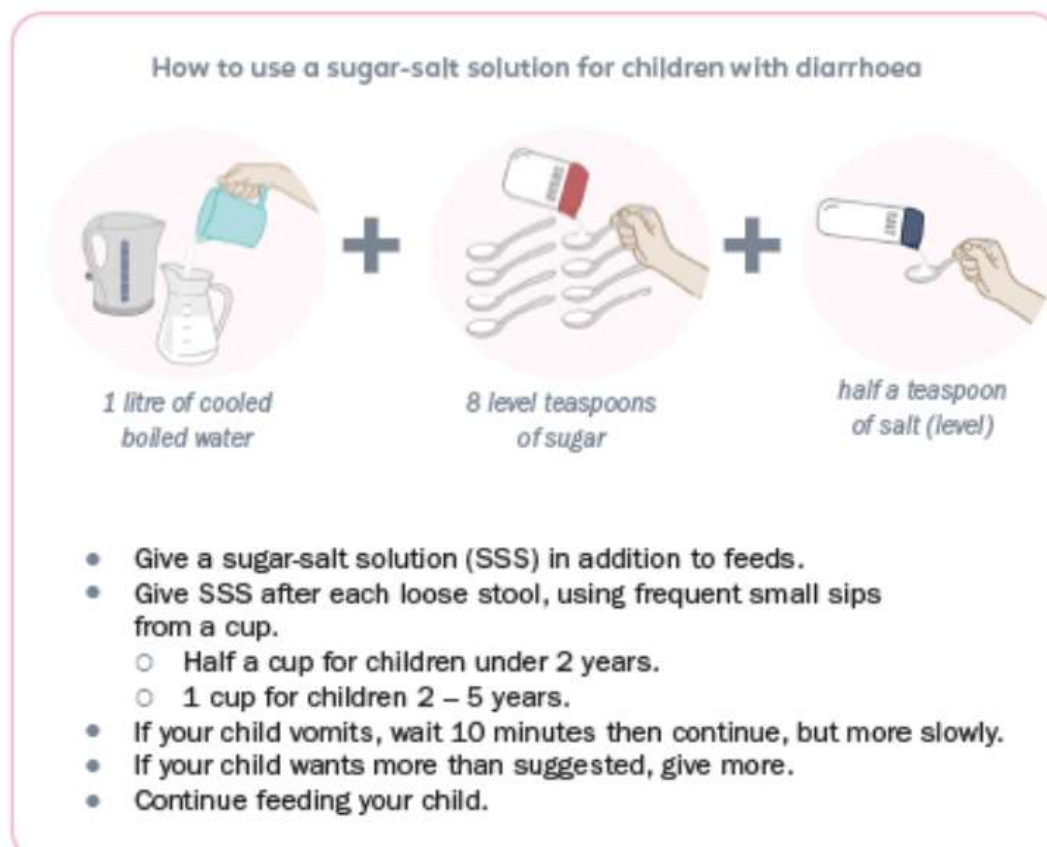 How to use a sugar-salt solution for children with diarrhoea
SUGAR
SALT
1 litre of cooled
boiled water
8 level teaspoons
of sugar
half a teaspoon
of salt (level)
● Give a sugar-salt solution (SSS) in addition to feeds.
● Give SSS after each loose stool, using frequent small sips
from a cup.
○ Half a cup for children under 2 years.
○ 1 cup for children 2 – 5 years.
● If your child vomits, wait 10 minutes then continue, but more slowly.
● If your child wants more than suggested, give more.
● Continue feeding your child.